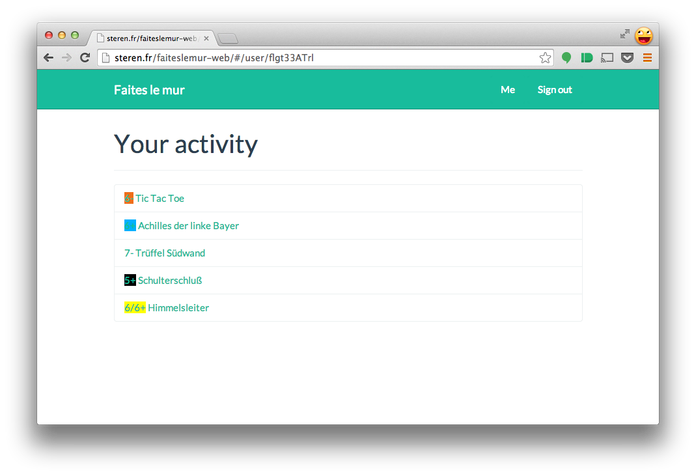 steren.fr/faiteslemur-web/
steren.fr/faiteslemur-web/#/user/flgt33ATrl
Faites le mur
Me
Sign out
Your activity
Tic Tac Toe
Achilles der linke Bayer
7- Trüffel Südwand
5+ Schulterschluß
6/6+ Himmelsleiter